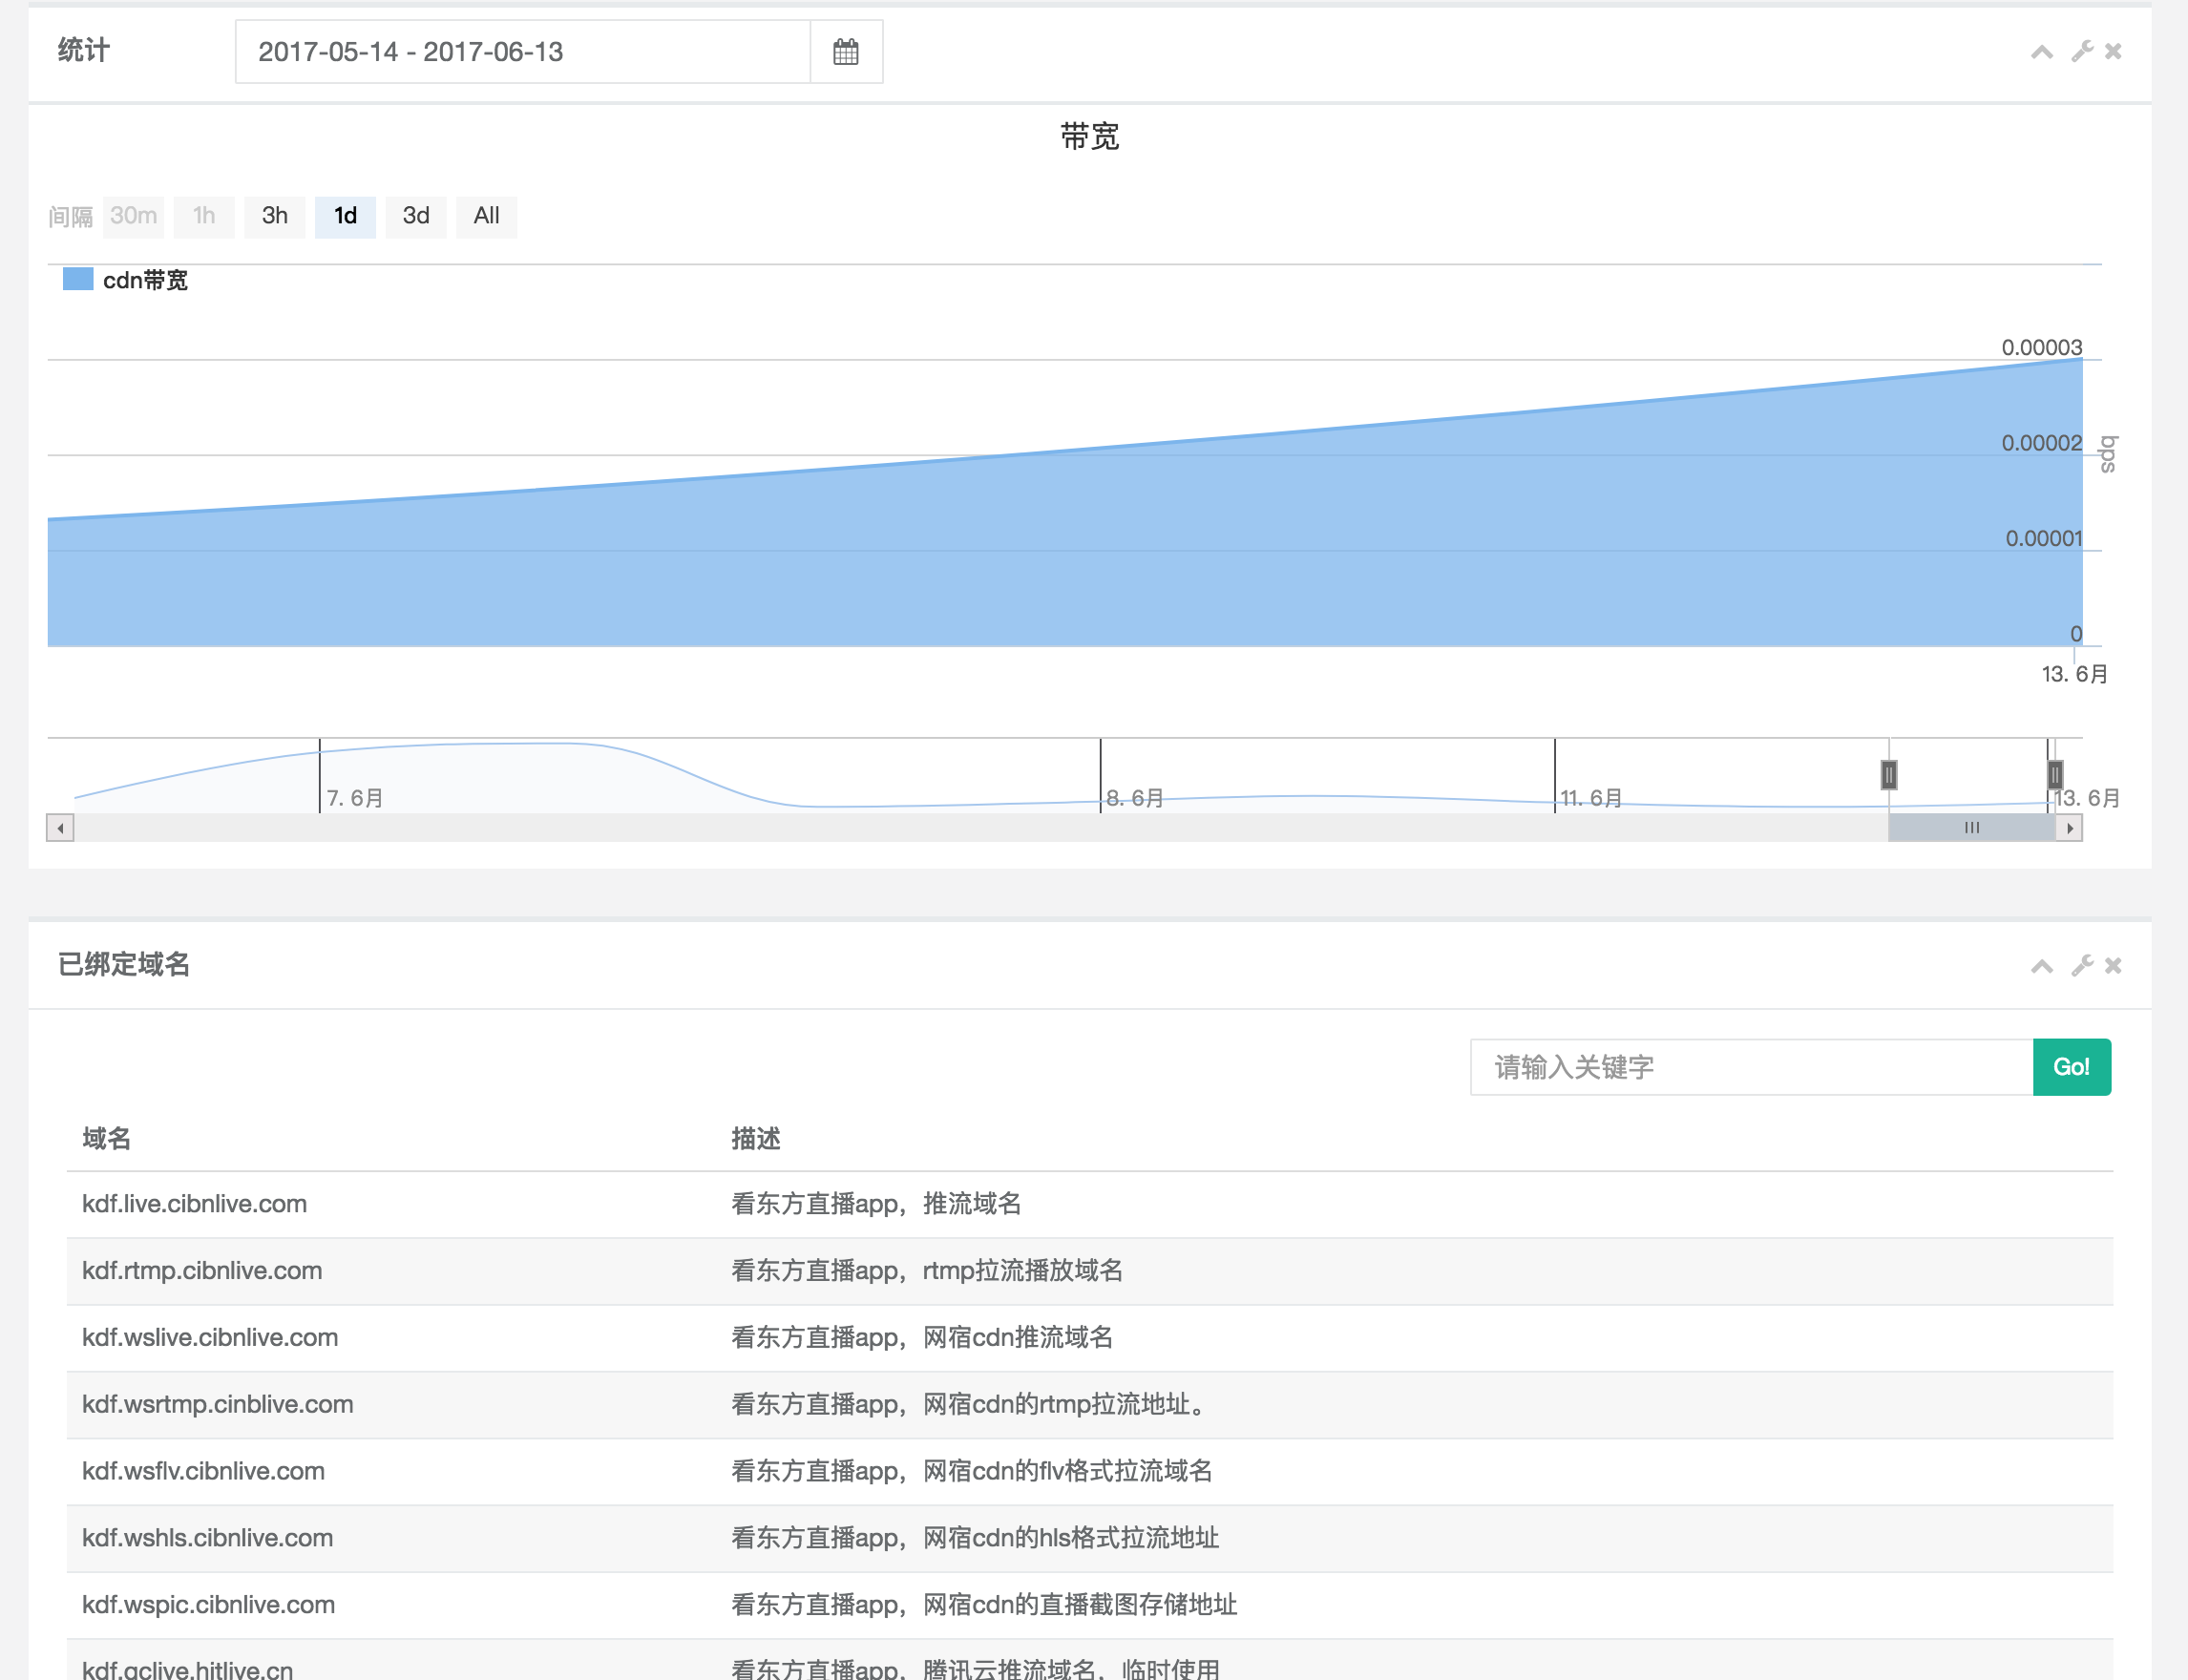 统计 2017-05-14 - 2017-06-13
带宽
间隔 30m 1h 3h 1d 3d All
cdn带宽
0.00003
0.00002
bps
0.00001
0
13. 6月
7. 6月 8. 6月 11. 6月 13. 6月
已绑定域名
请输入关键字 Go!
域名 描述
kdf.live.cibnlive.com 看东方直播app，推流域名
kdf.rtmp.cibnlive.com 看东方直播app，rtmp拉流播放域名
kdf.wslive.cibnlive.com 看东方直播app，网宿cdn推流域名
kdf.wsrtmp.cinblive.com 看东方直播app，网宿cdn的rtmp拉流地址。
kdf.wsflv.cibnlive.com 看东方直播app，网宿cdn的flv格式拉流域名
kdf.wshls.cibnlive.com 看东方直播app，网宿cdn的hls格式拉流地址
kdf.wspic.cibnlive.com 看东方直播app，网宿cdn的直播截图存储地址
kdf.qclive.hitlive.cn 看东方直播app，腾讯云推流域名，临时使用